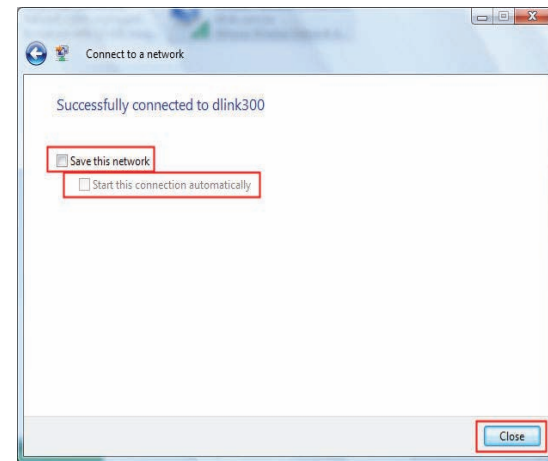 Connect to a network
Successfully connected to dlink300
Save this network
Start this connection automatically
Close